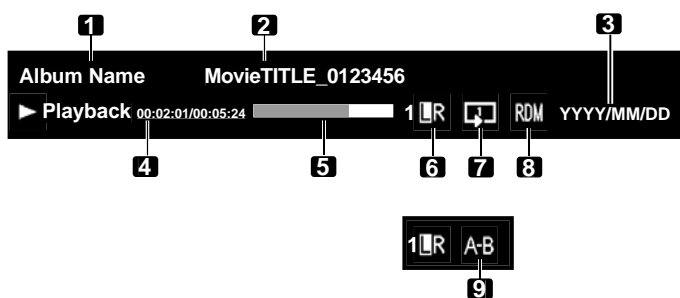 1 2 3
Album Name MovieTITLE_0123456
Playback 00:02:01/00:05:24 1 LR 1 RDM YYYY/MM/DD
4 5 6 7 8
1 LR A-B
9